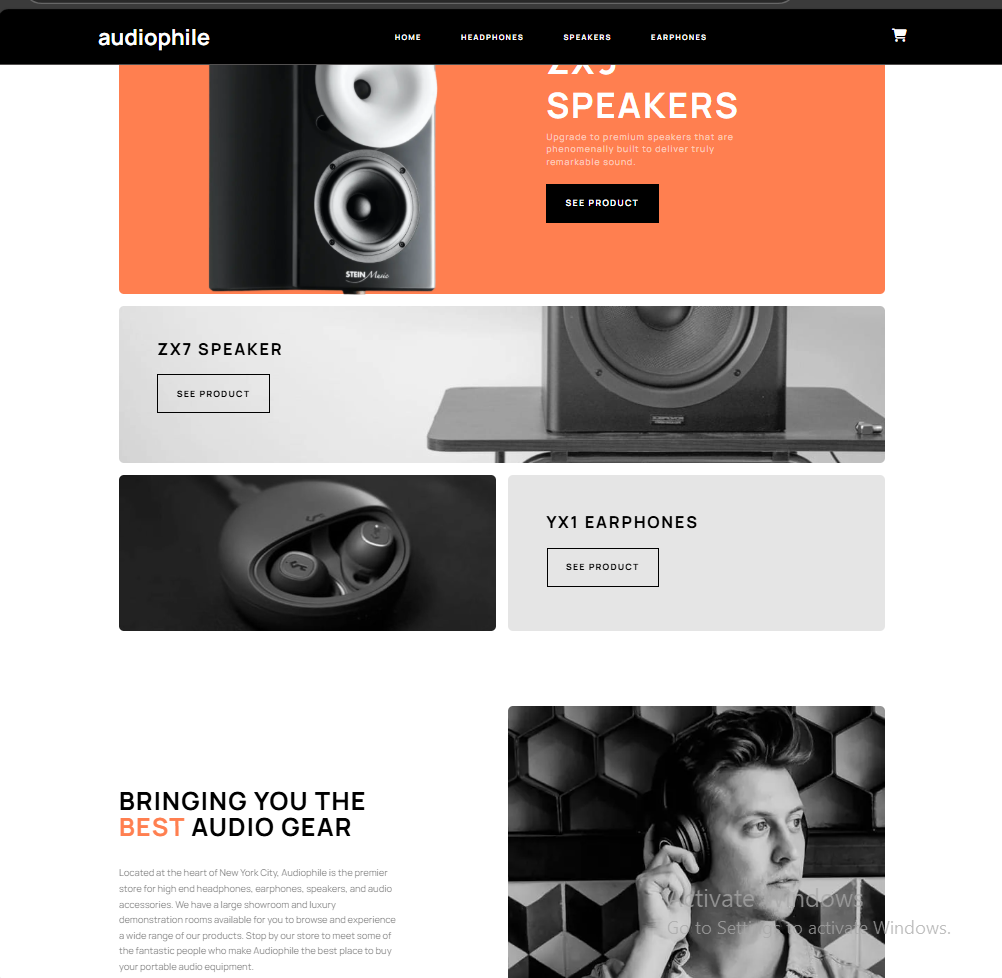 audiophile
HOME HEADPHONES SPEAKERS EARPHONES
SPEAKERS
Upgrade to premium speakers that are
phenomenally built to deliver truly
remarkable sound.
SEE PRODUCT
STEIN Music
ZX7 SPEAKER
SEE PRODUCT
YX1 EARPHONES
SEE PRODUCT
BRINGING YOU THE
BEST AUDIO GEAR
Located at the heart of New York City, Audiophile is the premier
store for high end headphones, earphones, speakers, and audio
accessories. We have a large showroom and luxury
demonstration rooms available for you to browse and experience
a wide range of our products. Stop by our store to meet some of
the fantastic people who make Audiophile the best place to buy
your portable audio equipment.
Activate Windows
Go to Settings to activate Windows.